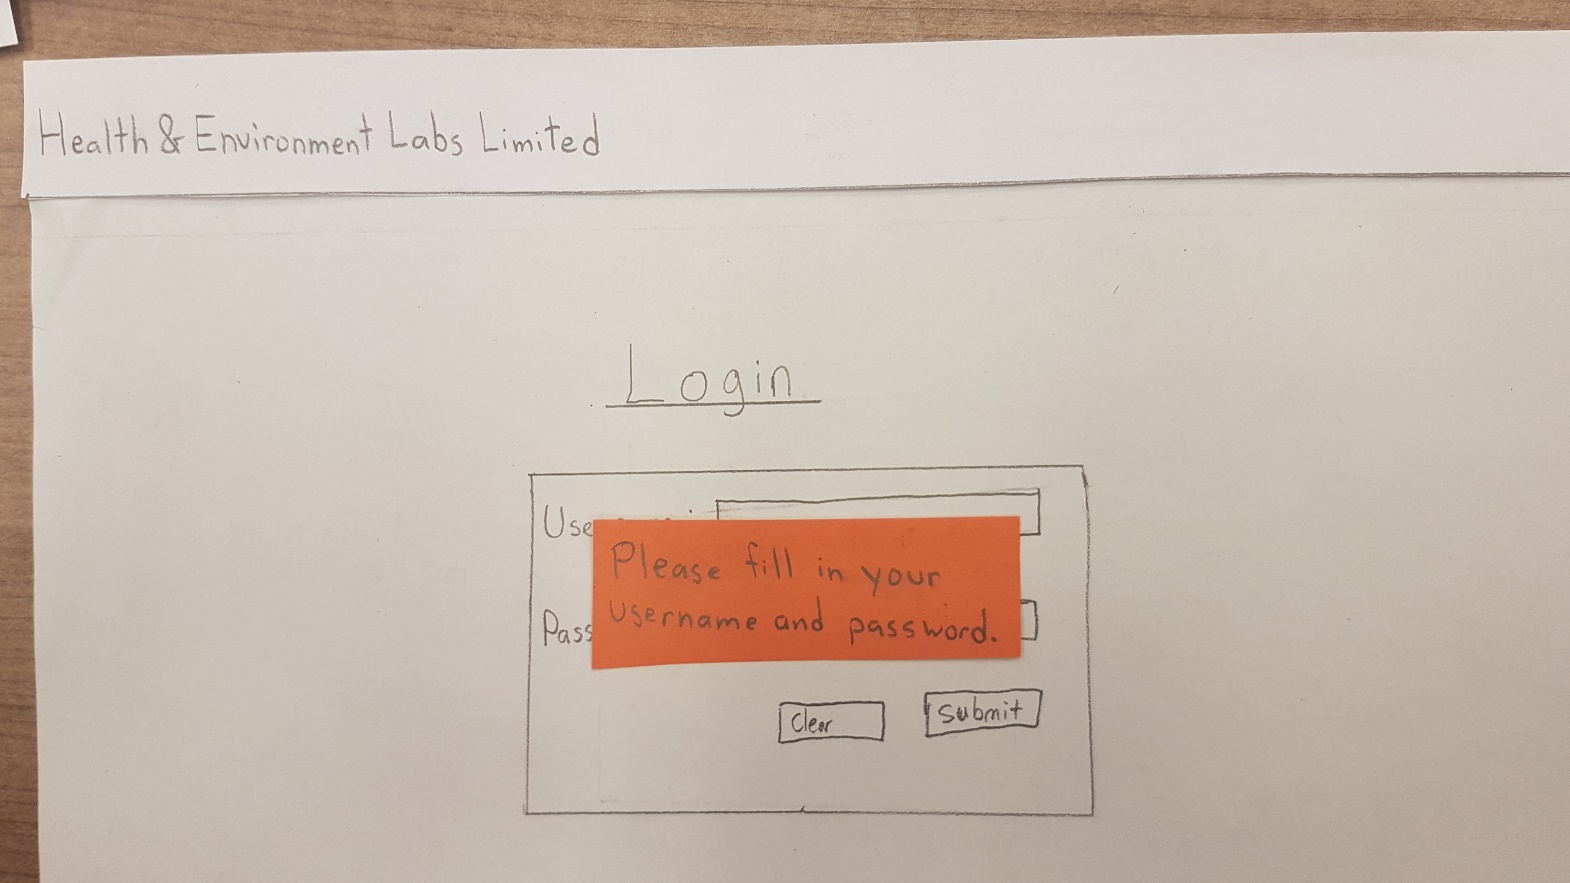 Health & Environment Labs Limited
Login
Use
Please fill in your
username and password.
Pass
Clear
Submit